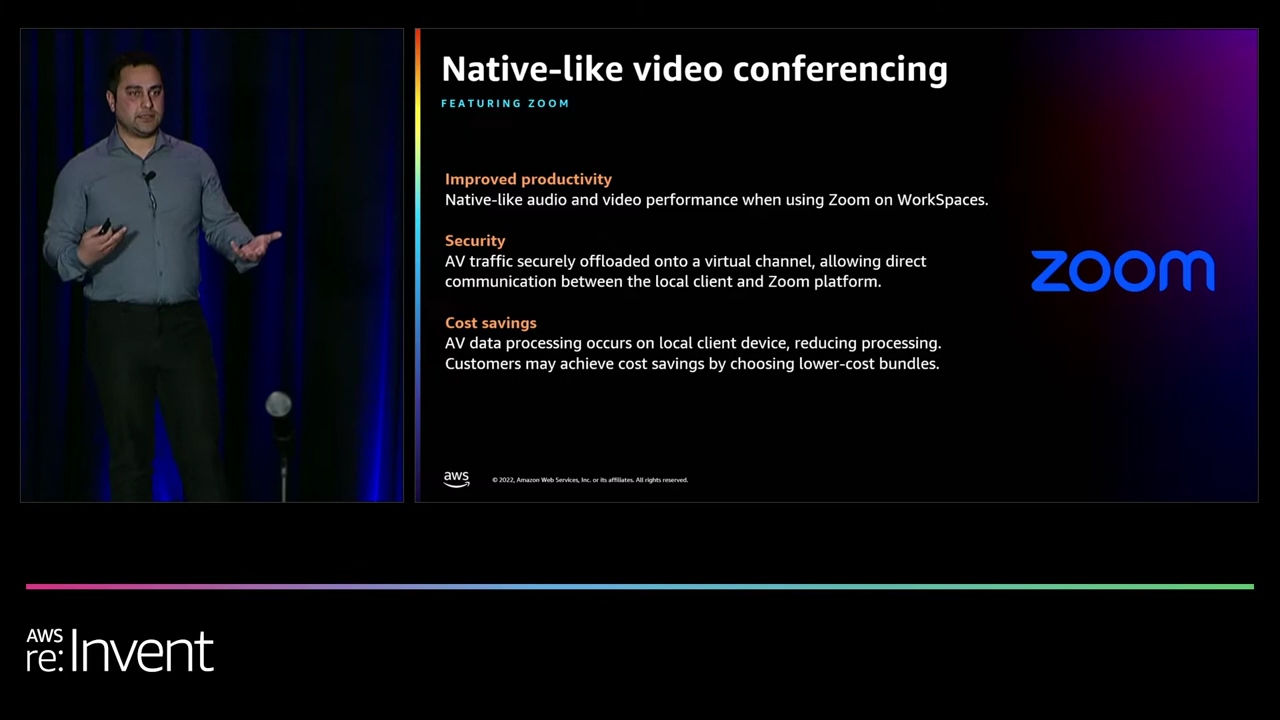 Native-like video conferencing
FEATURING ZOOM
Improved productivity
Native-like audio and video performance when using Zoom on WorkSpaces.
Security
AV traffic securely offloaded onto a virtual channel, allowing direct
communication between the local client and Zoom platform.
zoom
Cost savings
AV data processing occurs on local client device, reducing processing.
Customers may achieve cost savings by choosing lower-cost bundles.
aws
© 2022, Amazon Web Services, Inc. or its affiliates. All rights reserved.
AWS
re:Invent